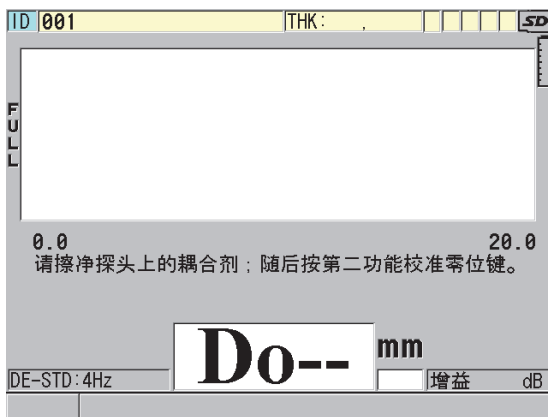 ID 001 THK: . SD
FULL
0.0 20.0
请擦净探头上的耦合剂；随后按第二功能校准零位键。
Do-- mm
DE-STD:4Hz 增益 dB